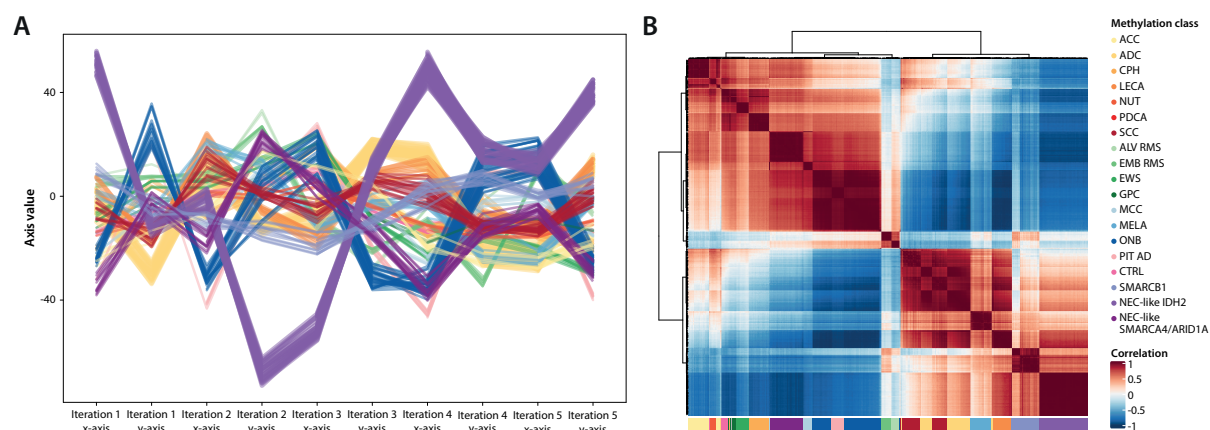 A
Axis value
40
0
-40
Iteration 1 Iteration 1 Iteration 2 Iteration 2 Iteration 3 Iteration 3 Iteration 4 Iteration 4 Iteration 5 Iteration 5
x-axis y-axis x-axis y-axis x-axis y-axis x-axis y-axis x-axis y-axis
B
Methylation class
ACC
ADC
CPH
LECA
NUT
PDCA
SCC
ALV RMS
EMB RMS
EWS
GPC
MCC
MELA
ONB
PIT AD
CTRL
SMARCB1
NEC-like IDH2
NEC-like
SMARCA4/ARID1A
Correlation
1
0.5
0
-0.5
-1